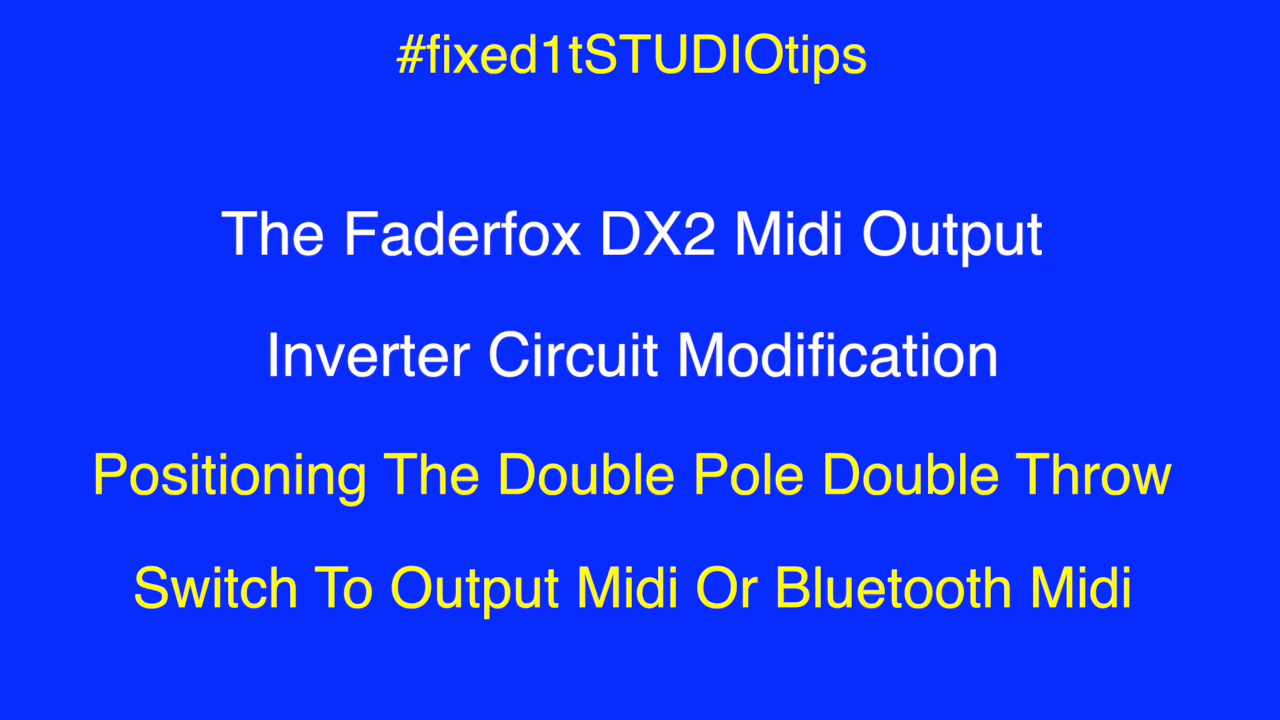 #fixed1tSTUDIOtips
The Faderfox DX2 Midi Output
Inverter Circuit Modification
Positioning The Double Pole Double Throw
Switch To Output Midi Or Bluetooth Midi